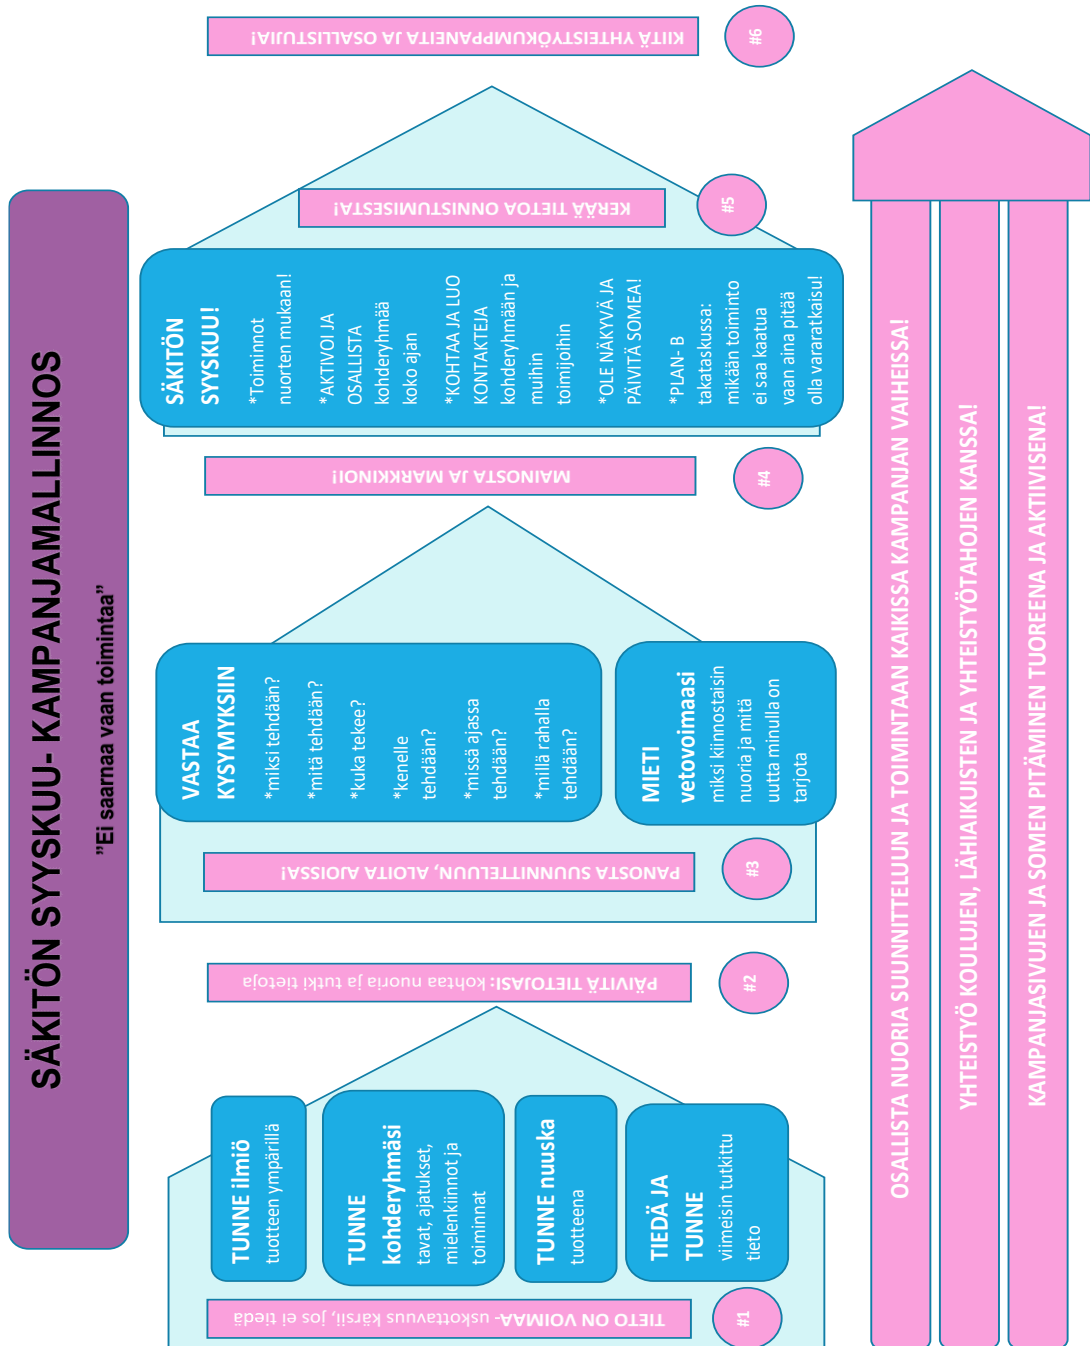 SÄKITÖN SYYSKUU- KAMPANJAMALLINNOS
”Ei saarnaa vaan toimintaa”
TIETO ON VOIMAA- uskottavuus kärsii, jos ei tiedä
#1
TUNNE ilmiö
tuotteen ympärillä
TUNNE
kohderyhmäsi
tavat, ajatukset,
mielenkiinnot ja
toiminnat
TUNNE nuuska
tuotteena
TIEDÄ JA
TUNNE
viimeisin tutkittu
tieto
PÄIVITÄ TIETOJASI: kohtaa nuoria ja tutki tietoja
#2
PANOSTA SUUNNITTELUUN, ALOITA AJOISSA!
#3
VASTAA
KYSYMYKSIIN
*miksi tehdään?
*mitä tehdään?
*kuka tekee?
*kenelle
tehdään?
*missä ajassa
tehdään?
*millä rahalla
tehdään?
MIETI
vetovoimaasi
miksi kiinnostaisin
nuoria ja mitä
uutta minulla on
tarjota
MAINOSTA JA MARKKINOI!
#4
SÄKITÖN
SYYSKUU!
*Toiminnot
nuorten mukaan!
*AKTIVOI JA
OSALLISTA
kohderyhmää
koko ajan
*KOHTAA JA LUO
KONTAKTEJA
kohderyhmään ja
muihin
toimijoihin
*OLE NÄKYVÄ JA
PÄIVITÄ SOMEA!
*PLAN- B
takataskussa:
mikään toiminto
ei saa kaatua
vaan aina pitää
olla vararatkaisu!
KERÄÄ TIETOA ONNISTUMISESTA!
#5
KIITÄ YHTEISTYÖKUMPPANEITA JA OSALLISTUJIA!
#6
OSALLISTA NUORIA SUUNNITTELUUN JA TOIMINTAAN KAIKISSA KAMPANJAN VAIHEISSA!
YHTEISTYÖ KOULUJEN, LÄHIAIKUISTEN JA YHTEISTYÖTAHOJEN KANSSA!
KAMPANJASIVUJEN JA SOMEN PITÄMINEN TUOREENA JA AKTIIVISENA!